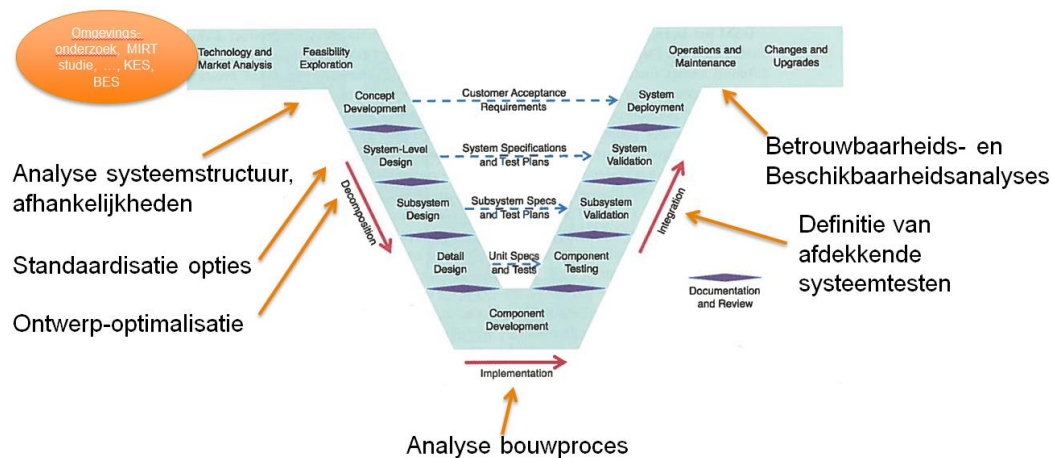 Omgevings-
onderzoek, MIRT
studie, ..., KES,
BES
Technology and
Market Analysis
Feasibility
Exploration
Operations and
Maintenance
Changes and
Upgrades
Concept
Development
Customer Acceptance
Requirements
System
Deployment
System-Level
Design
System Specifications
and Test Plans
System
Validation
Subsystem
Design
Subsystem Specs
and Test Plans
Subsystem
Validation
Detail
Design
Unit Specs
and Tests
Component
Testing
Component
Development
Decomposition
Integration
Implementation
Documentation
and Review
Analyse systeemstructuur,
afhankelijkheden
Standaardisatie opties
Ontwerp-optimalisatie
Betrouwbaarheids- en
Beschikbaarheidsanalyses
Definitie van
afdekkende
systeemtesten
Analyse bouwproces